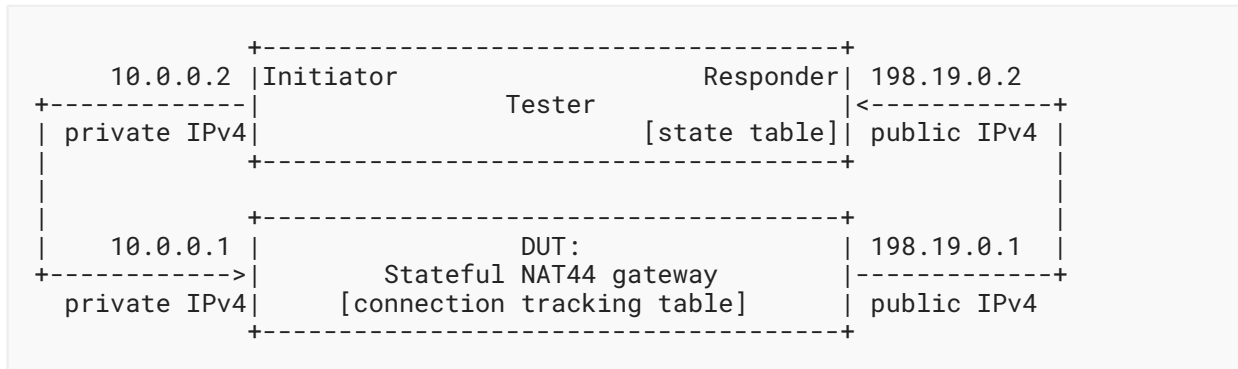 +--------------------------------------+
     10.0.0.2 |Initiator                    Responder| 198.19.0.2
+-------------|                Tester                |<------------+
| private IPv4|                         [state table]| public IPv4 |
|             +--------------------------------------+             |
|                                                                  |
|             +--------------------------------------+             |
|    10.0.0.1 |                 DUT:                 | 198.19.0.1  |
+------------>|        Stateful NAT44 gateway        |-------------+
  private IPv4|     [connection tracking table]      | public IPv4
              +--------------------------------------+